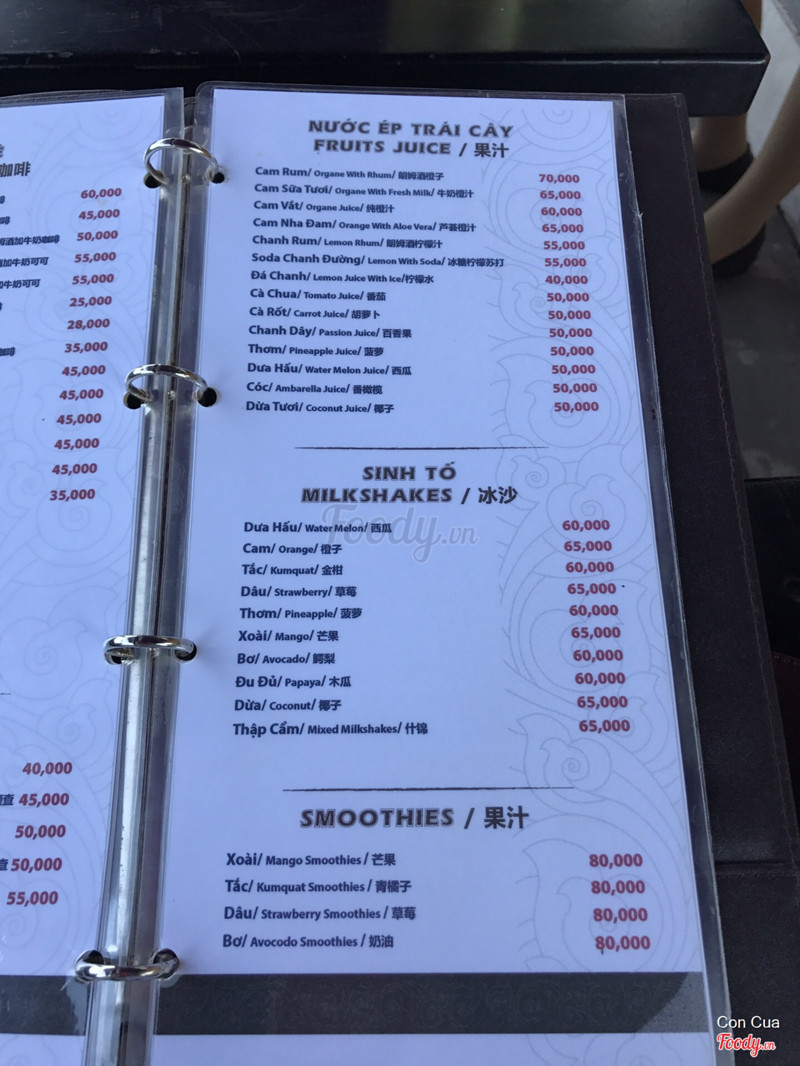 咖啡
60,000
45,000
50,000
55,000
加牛奶可可 55,000
25,000
28,000
35,000
45,000
45,000
45,000
45,000
45,000
35,000
40,000
45,000
50,000
50,000
55,000
NƯỚC ÉP TRÁI CÂY
FRUITS JUICE / 果汁
Cam Rum/ Organe With Rhum/ 朗姆酒橙子 70,000
Cam Sữa Tươi/ Organe With Fresh Milk/ 牛奶橙汁 65,000
Cam Vắt/ Organe Juice/ 纯橙汁 60,000
Cam Nha Đam/ Orange With Aloe Vera/ 芦荟橙汁 65,000
Chanh Rum/ Lemon Rhum/ 朗姆酒柠檬汁 55,000
Soda Chanh Đường/ Lemon With Soda/ 冰糖柠檬苏打 55,000
Đá Chanh/ Lemon Juice With Ice/柠檬水 40,000
Cà Chua/ Tomato Juice/ 番茄 50,000
Cà Rốt/ Carrot Juice/ 胡萝卜 50,000
Chanh Dây/ Passion Juice/ 百香果 50,000
Thơm/ Pineapple Juice/ 菠萝 50,000
Dưa Hấu/ Water Melon Juice/ 西瓜 50,000
Cóc/ Ambarella Juice/ 番橄榄 50,000
Dừa Tươi/ Coconut Juice/ 椰子 50,000
SINH TỐ
MILKSHAKES / 冰沙
Dưa Hấu/ Water Melon/ 西瓜 60,000
Foody.vn
Cam/ Orange/ 橙子 65,000
Tắc/ Kumquat/ 金柑 60,000
Dâu/ Strawberry/ 草莓 65,000
Thơm/ Pineapple/ 菠萝 60,000
Xoài/ Mango/ 芒果 65,000
Bơ/ Avocado/ 鳄梨 60,000
Đu Đủ/ Papaya/ 木瓜 60,000
Dừa/ Coconut/ 椰子 65,000
Thập Cẩm/ Mixed Milkshakes/ 什锦 65,000
SMOOTHIES / 果汁
Xoài/ Mango Smoothies / 芒果 80,000
Tắc/ Kumquat Smoothies / 青橘子 80,000
Dâu/ Strawberry Smoothies / 草莓 80,000
Bơ/ Avocodo Smoothies / 奶油 80,000
Con Cua
Foody.vn